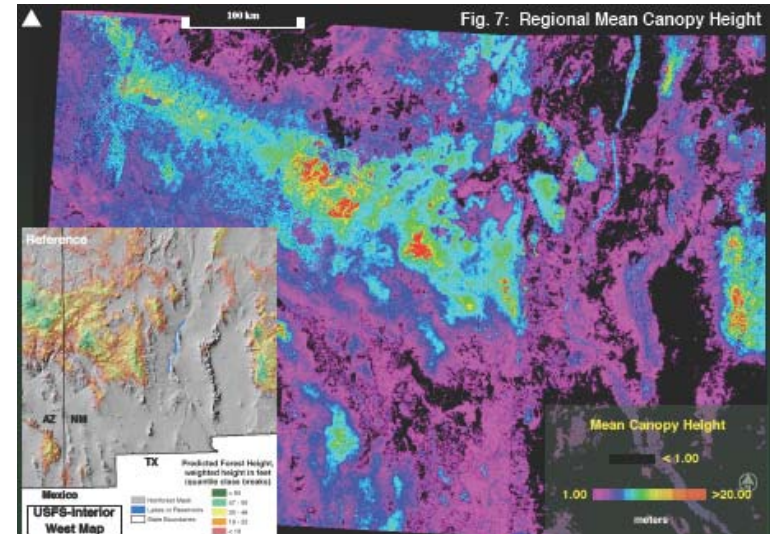 100 km
Fig. 7: Regional Mean Canopy Height
Reference
AZ NM
TX
Mexico
USFS-Interior
West Map
Predicted Forest Height,
weighted height in feet
(quantile class breaks)
Nonforest Mask
Lakes or Reservoirs
State Boundaries
Mean Canopy Height
< 1.00
1.00
>20.00
meters